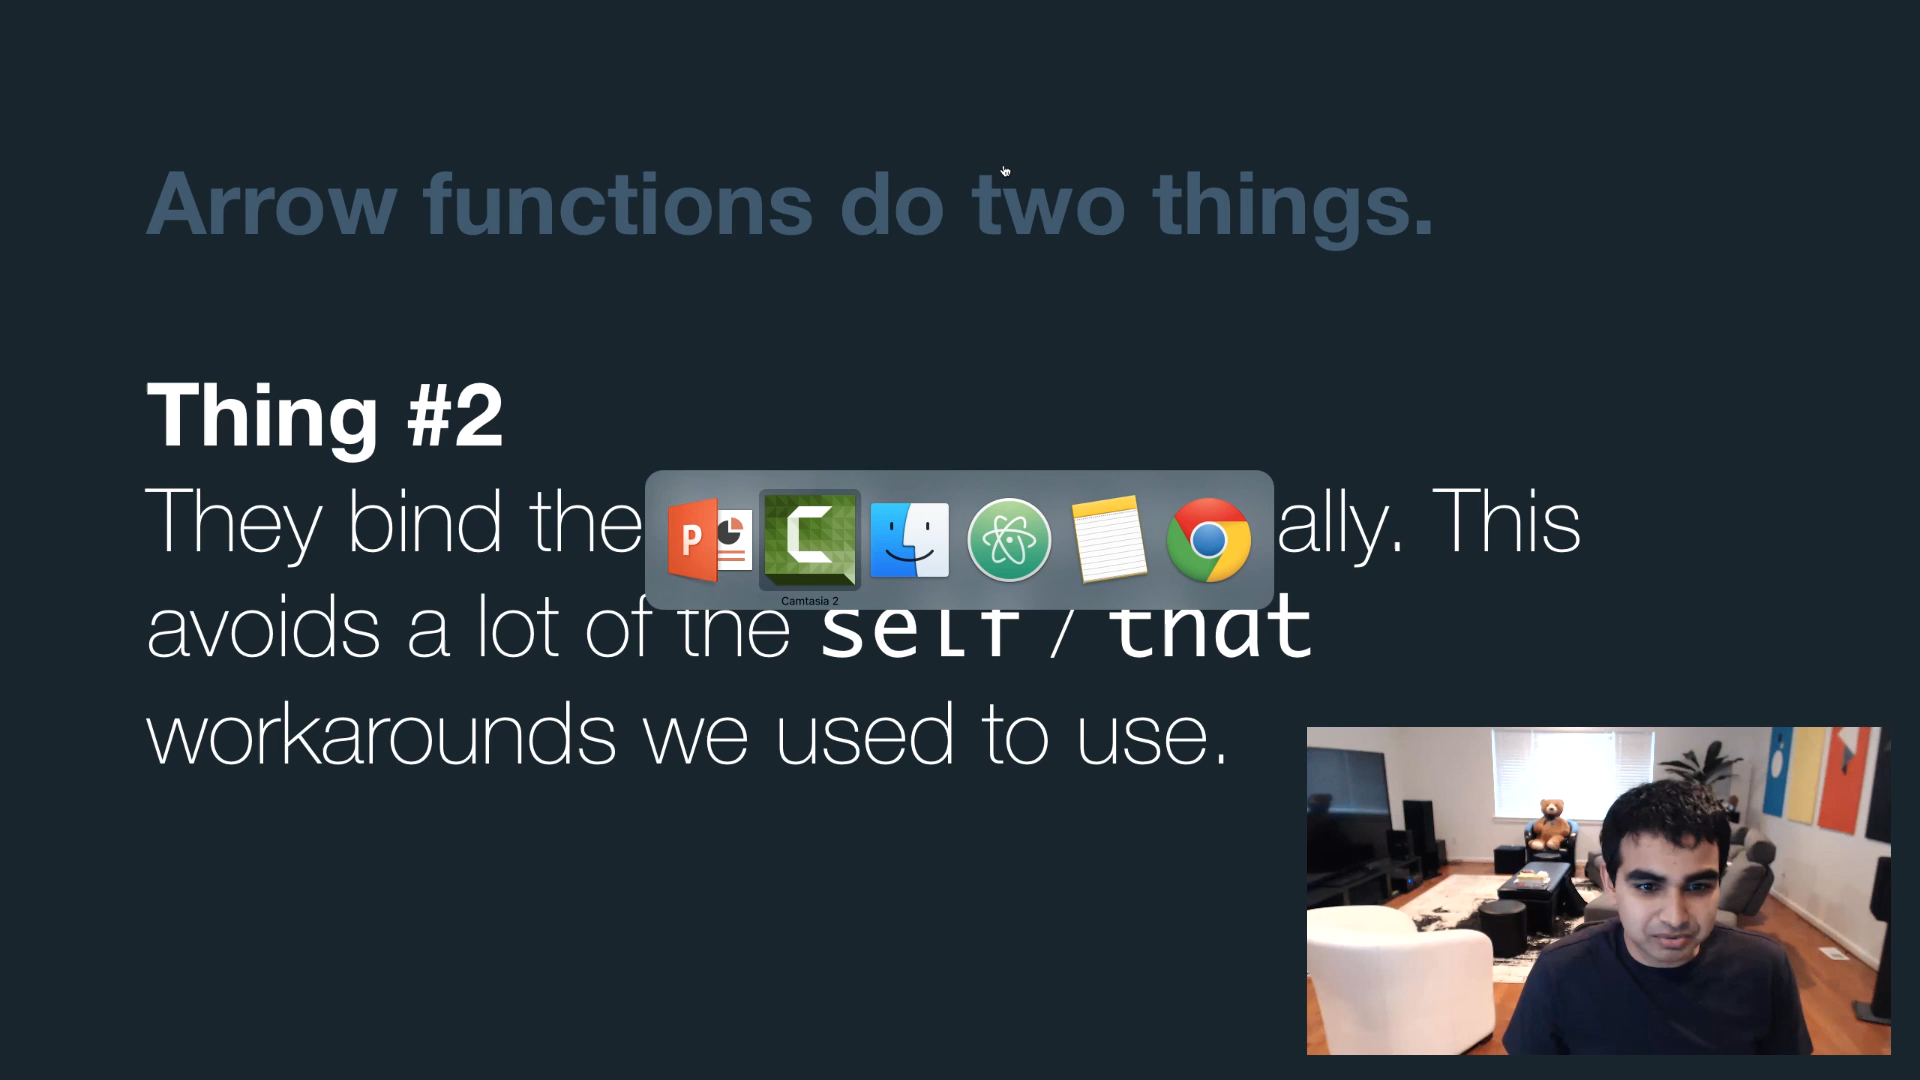 Arrow functions do two things.
Thing #2
They bind the ally. This
P
Camtasia 2
avoids a lot of the self / that
workarounds we used to use.